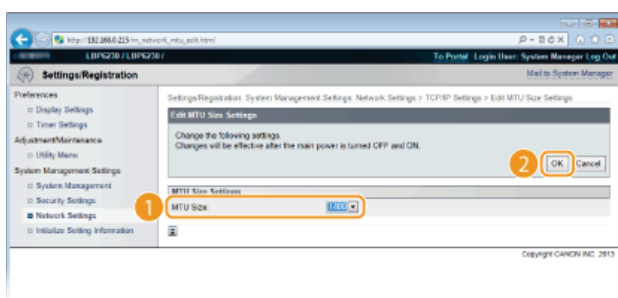 http://192.168.0.215/m_network_mtu_edit.html
LBP6230 / LBP6230/
To Portal Login User: System Manager Log Out
Settings/Registration
Mail to System Manager
Preferences
Display Settings
Timer Settings
Adjustment/Maintenance
Utility Menu
System Management Settings
System Management
Security Settings
Network Settings
Initialize Setting Information
Settings/Registration: System Management Settings: Network Settings > TCP/IP Settings > Edit MTU Size Settings
Edit MTU Size Settings
Change the following settings.
Changes will be effective after the main power is turned OFF and ON.
2
OK
Cancel
MTU Size Settings
1
MTU Size:
Copyright CANON INC. 2013